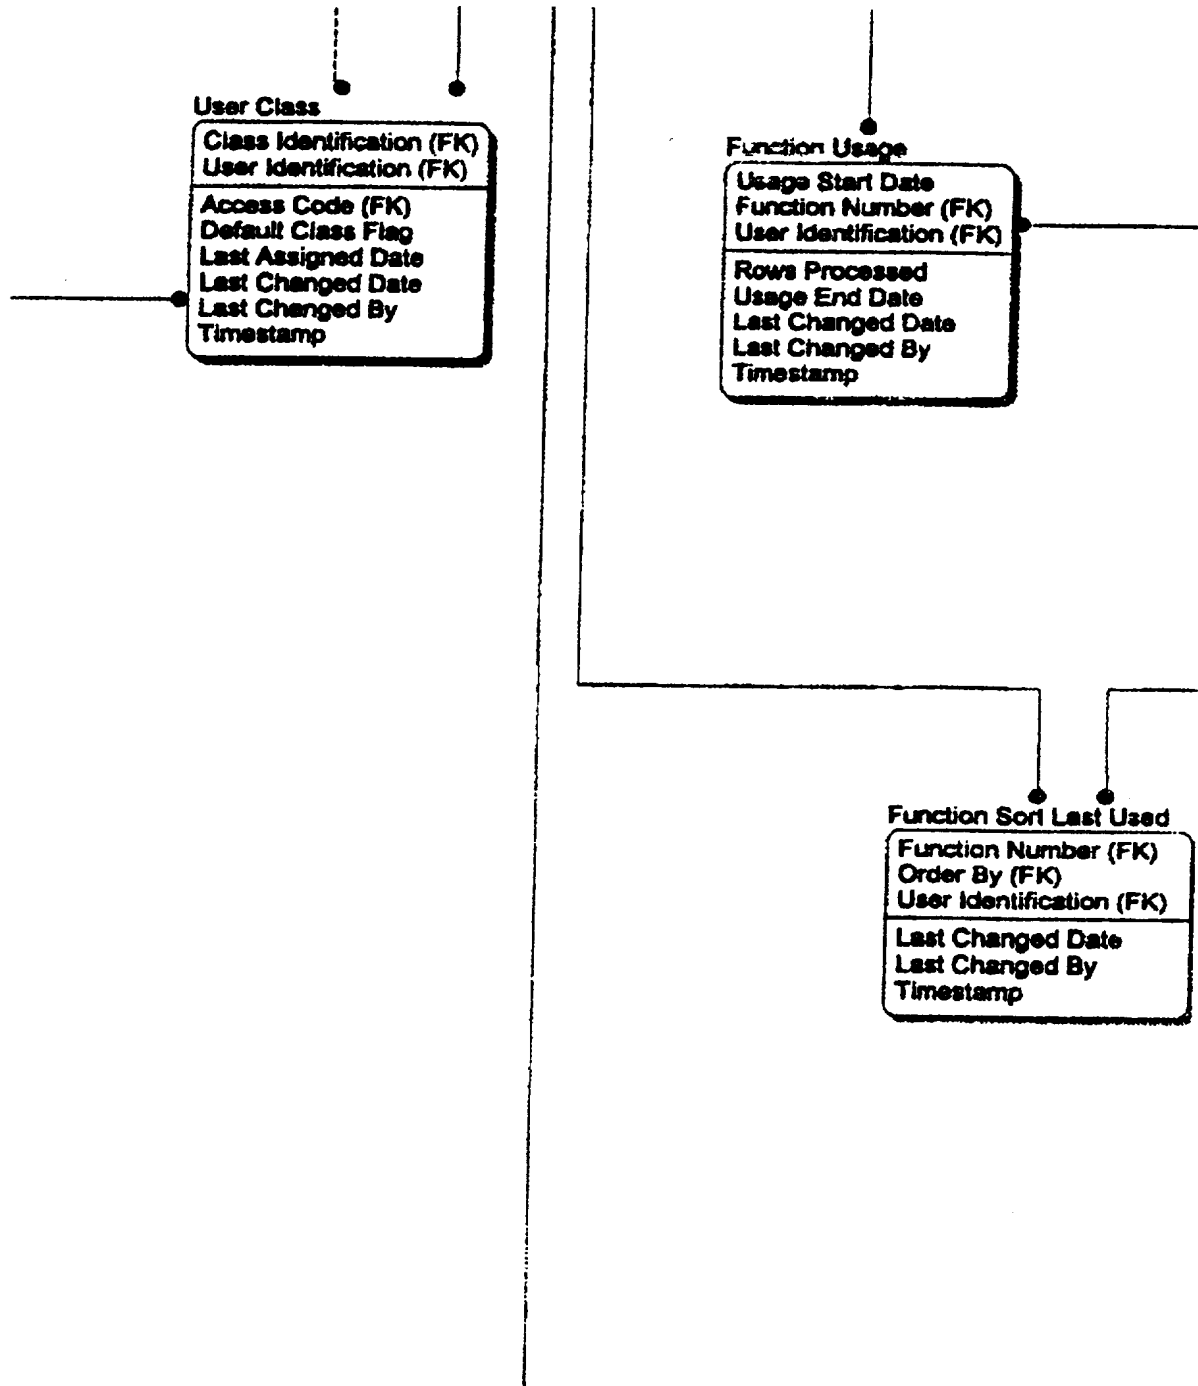 User Class
Class Identification (FK)
User Identification (FK)
Access Code (FK)
Default Class Flag
Last Assigned Date
Last Changed Date
Last Changed By
Timestamp
Function Usage
Usage Start Date
Function Number (FK)
User Identification (FK)
Rows Processed
Usage End Date
Last Changed Date
Last Changed By
Timestamp
Function Sort Last Used
Function Number (FK)
Order By (FK)
User Identification (FK)
Last Changed Date
Last Changed By
Timestamp